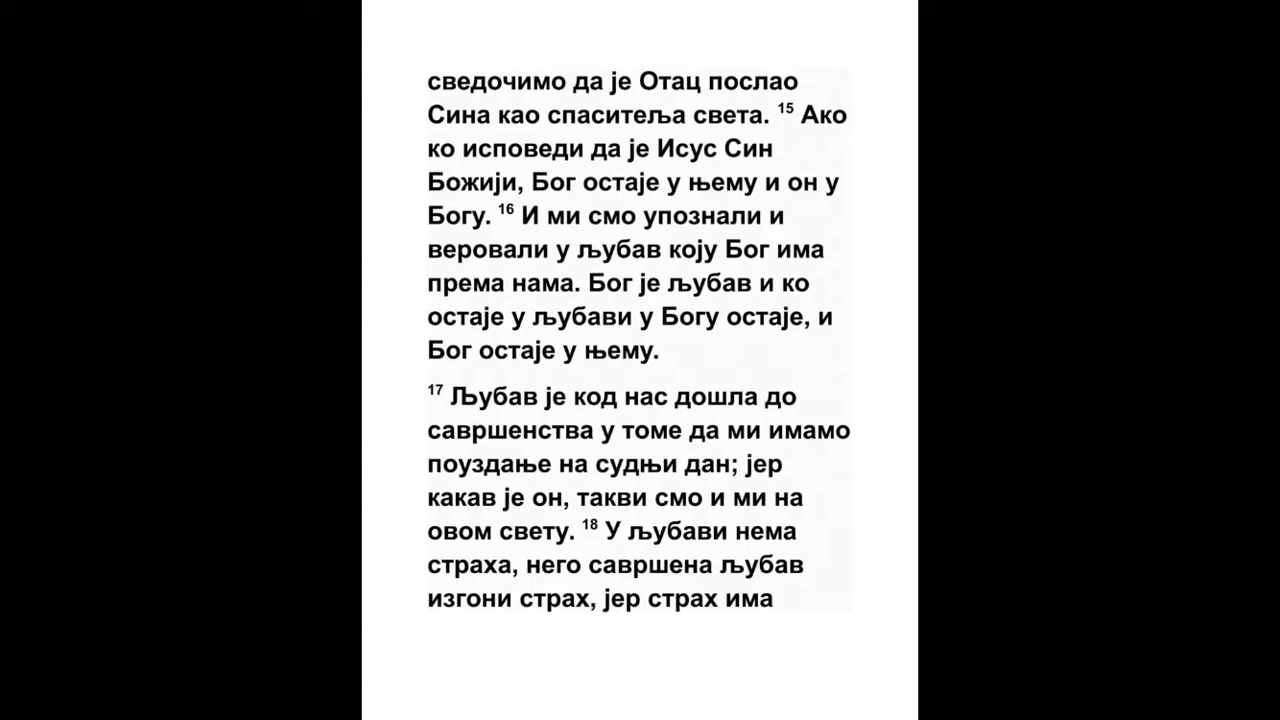 сведочимо да је Отац послао
Сина као спаситеља света. 15 Ако
ко исповеди да је Исус Син
Божији, Бог остаје у њему и он у
Богу. 16 И ми смо упознали и
веровали у љубав коју Бог има
према нама. Бог је љубав и ко
остаје у љубави у Богу остаје, и
Бог остаје у њему.
17 Љубав је код нас дошла до
савршенства у томе да ми имамо
поуздање на судњи дан; јер
какав је он, такви смо и ми на
овом свету. 18 У љубави нема
страха, него савршена љубав
изгони страх, јер страх има